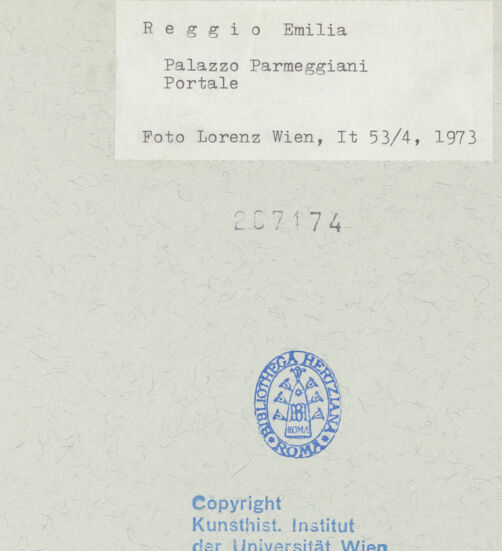 R e g g i o Emilia
Palazzo Parmeggiani
Portale
Foto Lorenz Wien, It 53/4, 1973
207174
BIBLIOTHECA HERTZIANA
ROMA
ROMA
Copyright
Kunsthist. Institut
der Universität Wien